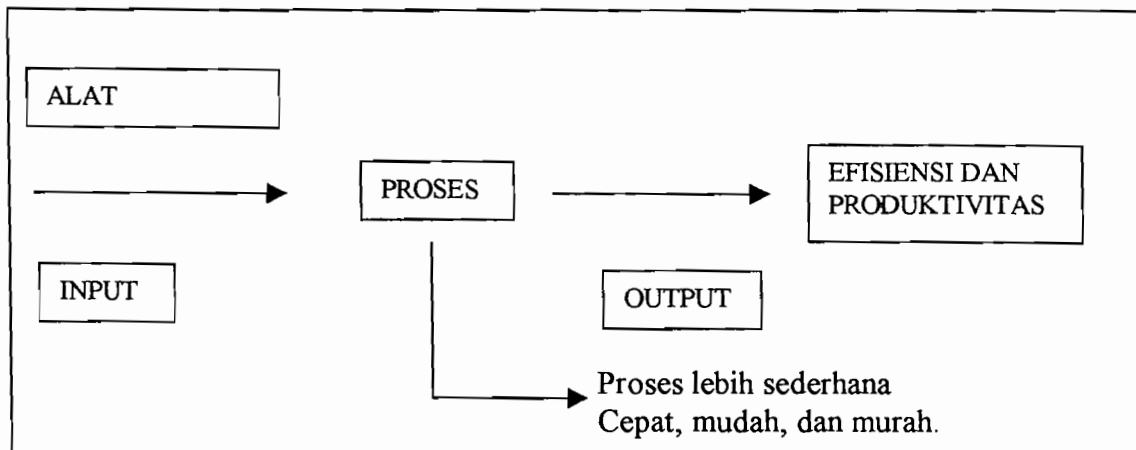 ALAT
PROSES
EFISIENSI DAN
PRODUKTIVITAS
INPUT
OUTPUT
Proses lebih sederhana
Cepat, mudah, dan murah.